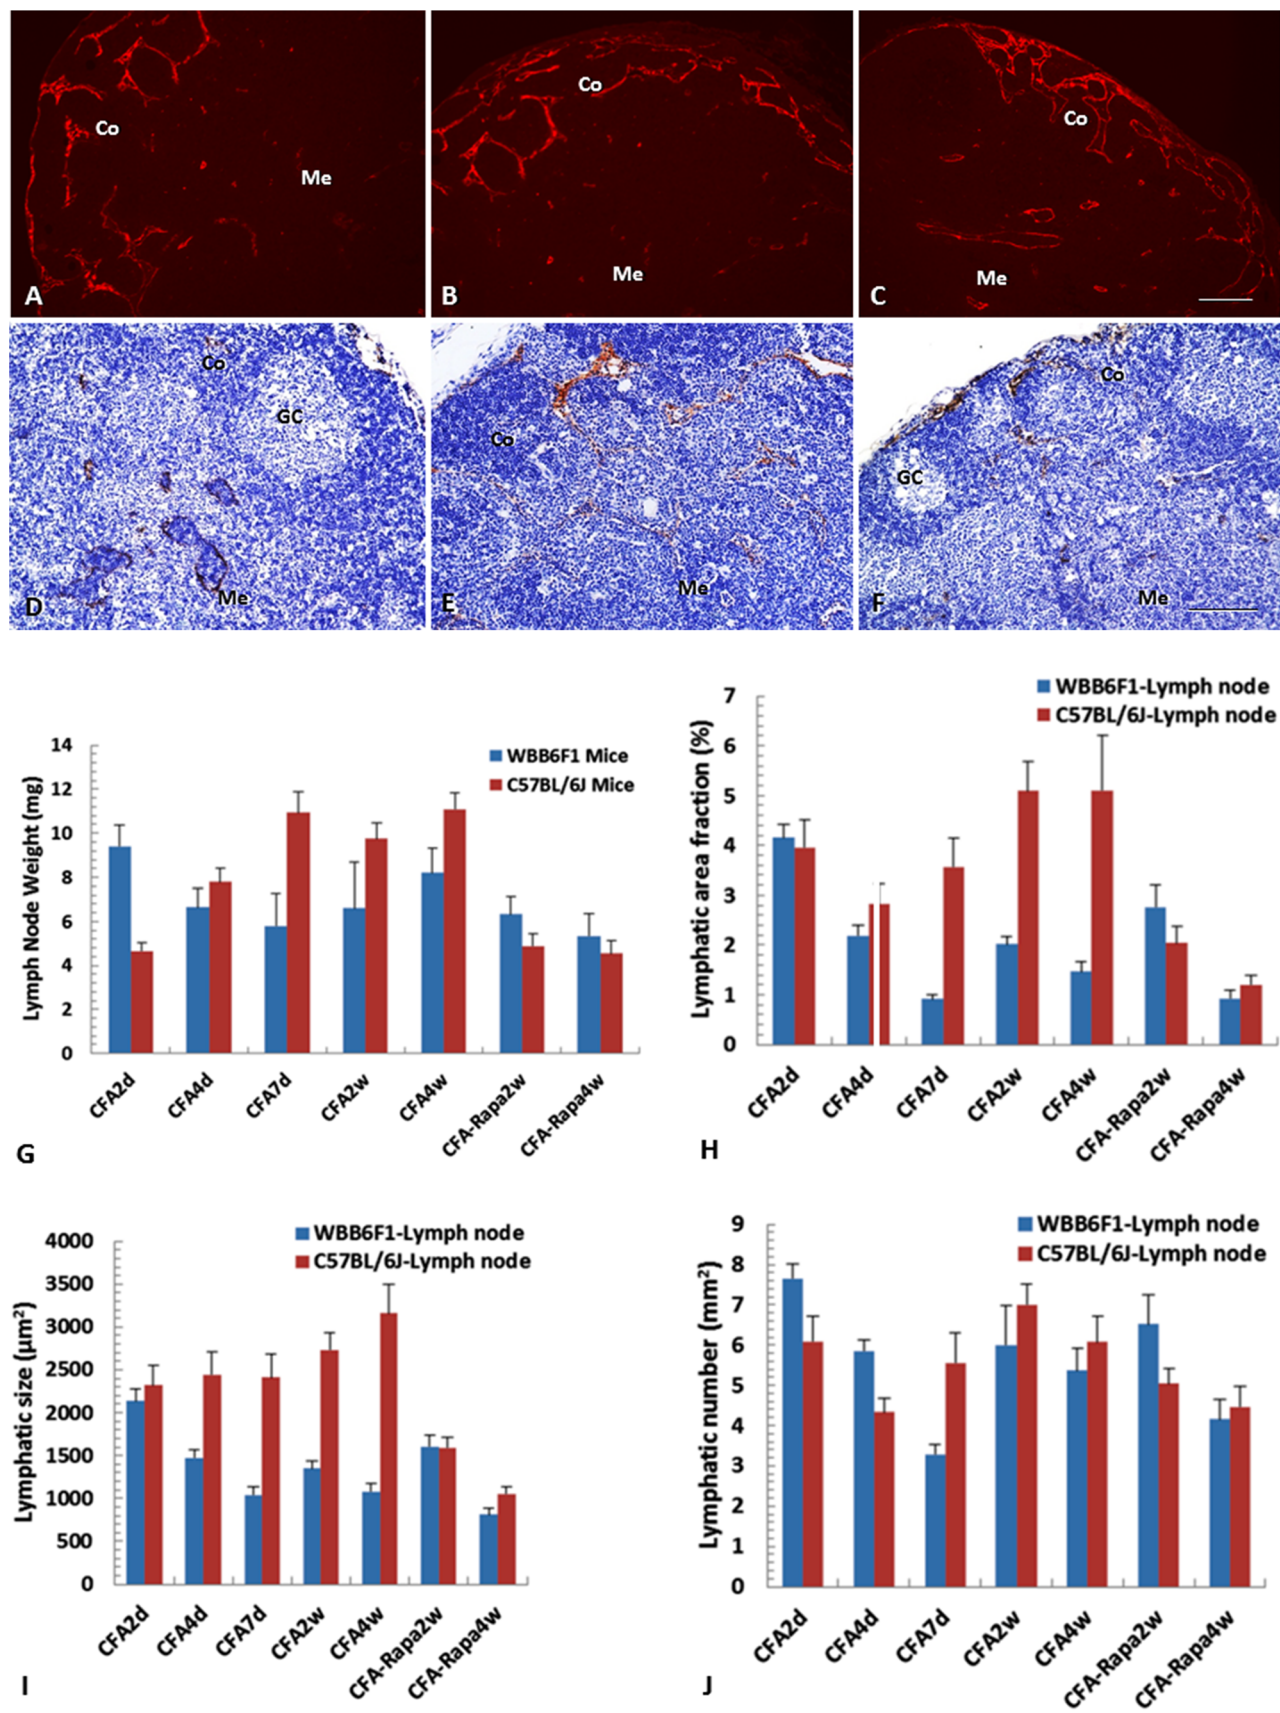 Co
Me
A
Co
Me
B
Co
Me
C
Co
GC
Me
D
Co
Me
E
Co
GC
Me
F
14
12
10
8
6
4
2
0
Lymph Node Weight (mg)
WBB6F1 Mice
C57BL/6J Mice
CFA2d
CFA4d
CFA7d
CFA2w
CFA4w
CFA-Rapa2w
CFA-Rapa4w
G
7
6
5
4
3
2
1
0
Lymphatic area fraction (%)
WBB6F1-Lymph node
C57BL/6J-Lymph node
CFA2d
CFA4d
CFA7d
CFA2w
CFA4w
CFA-Rapa2w
CFA-Rapa4w
H
4000
3500
3000
2500
2000
1500
1000
500
0
Lymphatic size (µm²)
WBB6F1-Lymph node
C57BL/6J-Lymph node
CFA2d
CFA4d
CFA7d
CFA2w
CFA4w
CFA-Rapa2w
CFA-Rapa4w
I
9
8
7
6
5
4
3
2
1
0
Lymphatic number (mm²)
WBB6F1-Lymph node
C57BL/6J-Lymph node
CFA2d
CFA4d
CFA7d
CFA2w
CFA4w
CFA-Rapa2w
CFA-Rapa4w
J